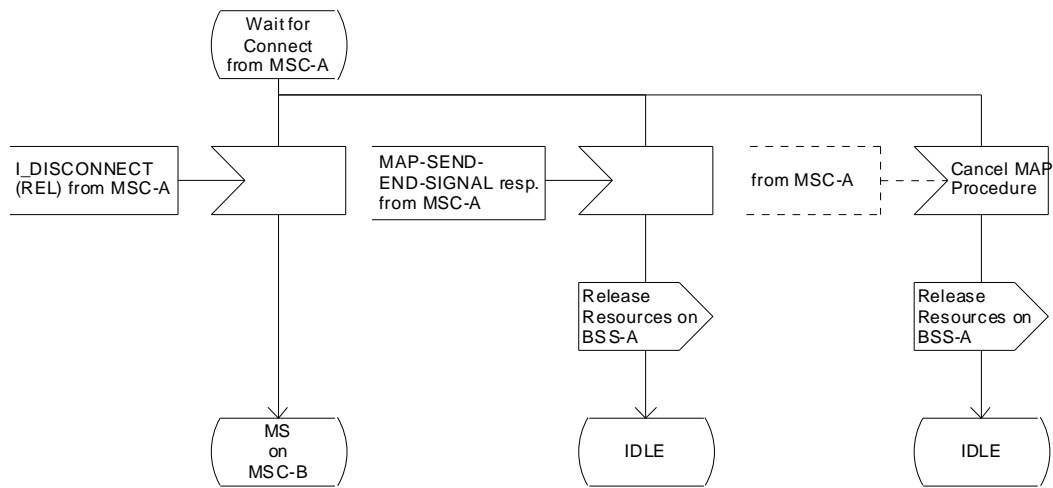 Wait for
Connect
from MSC-A
I_DISCONNECT
(REL) from MSC-A
MAP-SEND-
END-SIGNAL resp.
from MSC-A
from MSC-A
Cancel MAP
Procedure
Release
Resources on
BSS-A
Release
Resources on
BSS-A
MS
on
MSC-B
IDLE
IDLE